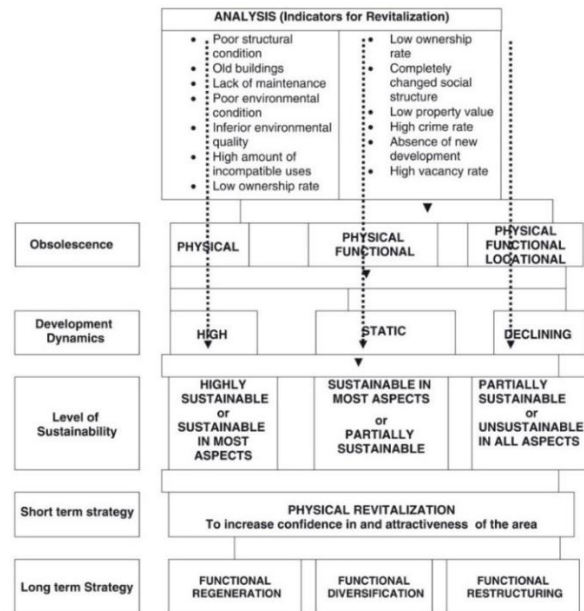 ANALYSIS (Indicators for Revitalization)
• Poor structural
condition
• Old buildings
• Lack of maintenance
• Poor environmental
condition
• Inferior environmental
quality
• High amount of
incompatible uses
• Low ownership rate
• Low ownership
rate
• Completely
changed social
structure
• Low property value
• High crime rate
• Absence of new
development
• High vacancy rate
Obsolescence
PHYSICAL
PHYSICAL
FUNCTIONAL
PHYSICAL
FUNCTIONAL
LOCATIONAL
Development
Dynamics
HIGH
STATIC
DECLINING
Level of
Sustainability
HIGHLY
SUSTAINABLE
or
SUSTAINABLE
IN MOST
ASPECTS
SUSTAINABLE IN
MOST ASPECTS
or
PARTIALLY
SUSTAINABLE
PARTIALLY
SUSTAINABLE
or
UNSUSTAINABLE
IN ALL ASPECTS
Short term strategy
PHYSICAL REVITALIZATION
To increase confidence in and attractiveness of the area
Long term Strategy
FUNCTIONAL
REGENERATION
FUNCTIONAL
DIVERSIFICATION
FUNCTIONAL
RESTRUCTURING